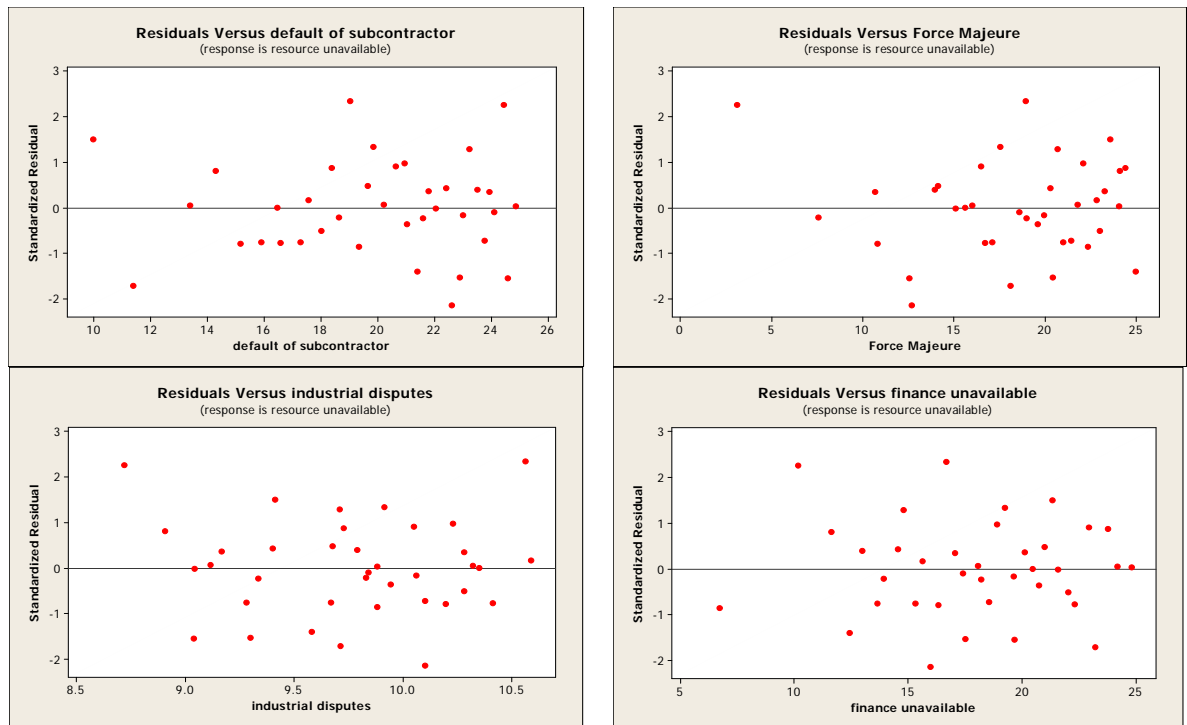 Residuals Versus default of subcontractor
(response is resource unavailable)
3
2
1
0
-1
-2
Standardized Residual
10 12 14 16 18 20 22 24 26
default of subcontractor
Residuals Versus Force Majeure
(response is resource unavailable)
3
2
1
0
-1
-2
Standardized Residual
0 5 10 15 20 25
Force Majeure
Residuals Versus industrial disputes
(response is resource unavailable)
3
2
1
0
-1
-2
Standardized Residual
8.5 9.0 9.5 10.0 10.5
industrial disputes
Residuals Versus finance unavailable
(response is resource unavailable)
3
2
1
0
-1
-2
Standardized Residual
5 10 15 20 25
finance unavailable